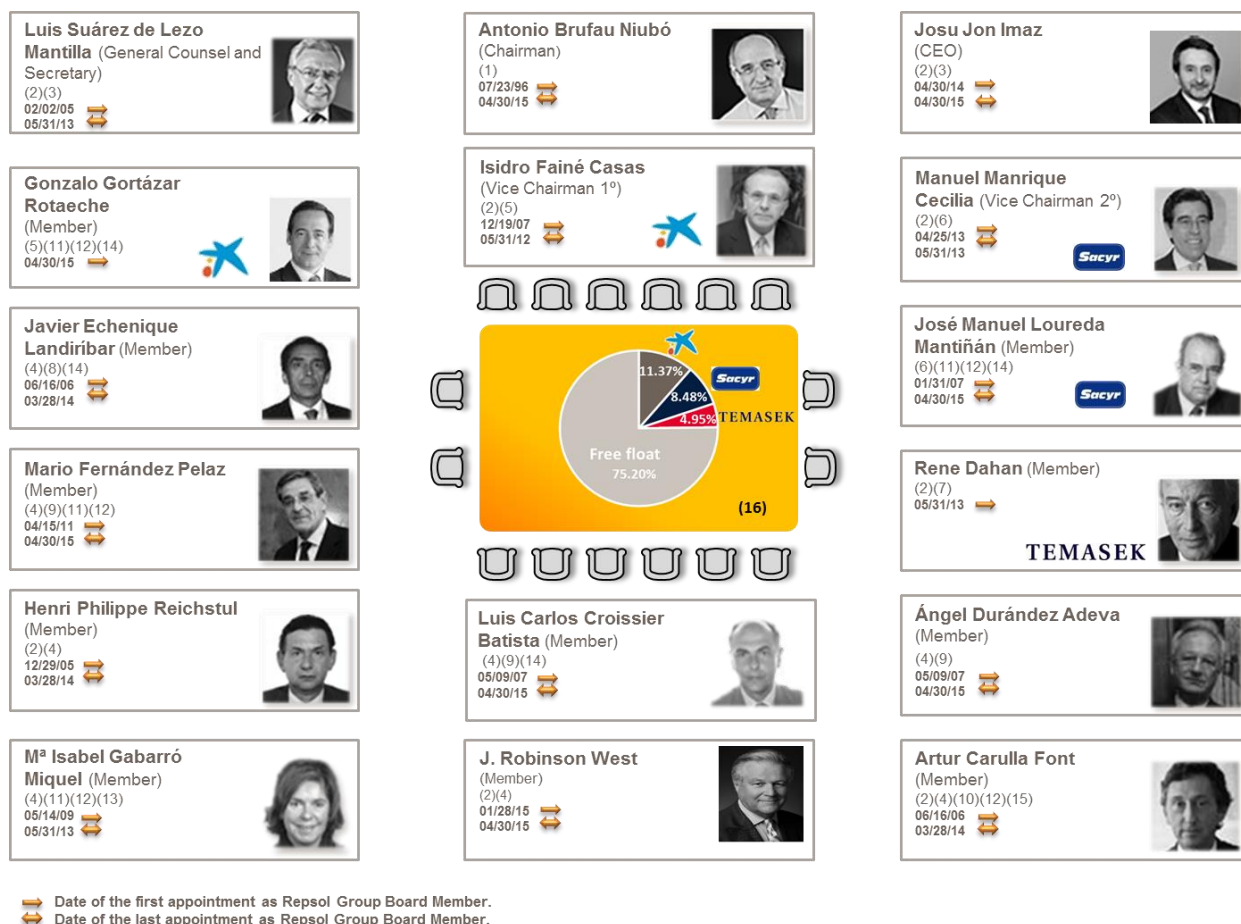 Luis Suárez de Lezo
Mantilla (General Counsel and
Secretary)
(2)(3)
02/02/05
05/31/13
Antonio Brufau Niubó
(Chairman)
(1)
07/23/96
04/30/15
Josu Jon Imaz
(CEO)
(2)(3)
04/30/14
04/30/15
Gonzalo Gortázar
Rotaeche
(Member)
(5)(11)(12)(14)
04/30/15
Isidro Fainé Casas
(Vice Chairman 1º)
(2)(5)
12/19/07
05/31/12
Manuel Manrique
Cecilia (Vice Chairman 2º)
(2)(6)
04/25/13
05/31/13
Sacyr
Javier Echenique
Landiríbar (Member)
(4)(8)(14)
06/16/06
03/28/14
11.37%
Sacyr
8.48%
4.95%
TEMASEK
Free float
75.20%
(16)
José Manuel Loureda
Mantiñán (Member)
(6)(11)(12)(14)
01/31/07
04/30/15
Sacyr
Mario Fernández Pelaz
(Member)
(4)(9)(11)(12)
04/15/11
04/30/15
Rene Dahan (Member)
(2)(7)
05/31/13
TEMASEK
Henri Philippe Reichstul
(Member)
(2)(4)
12/29/05
03/28/14
Luis Carlos Croissier
Batista (Member)
(4)(9)(14)
05/09/07
04/30/15
Ángel Durández Adeva
(Member)
(4)(9)
05/09/07
04/30/15
Mª Isabel Gabarró
Miquel (Member)
(4)(11)(12)(13)
05/14/09
05/31/13
J. Robinson West
(Member)
(2)(4)
01/28/15
04/30/15
Artur Carulla Font
(Member)
(2)(4)(10)(12)(15)
06/16/06
03/28/14
Date of the first appointment as Repsol Group Board Member.
Date of the last appointment as Repsol Group Board Member.